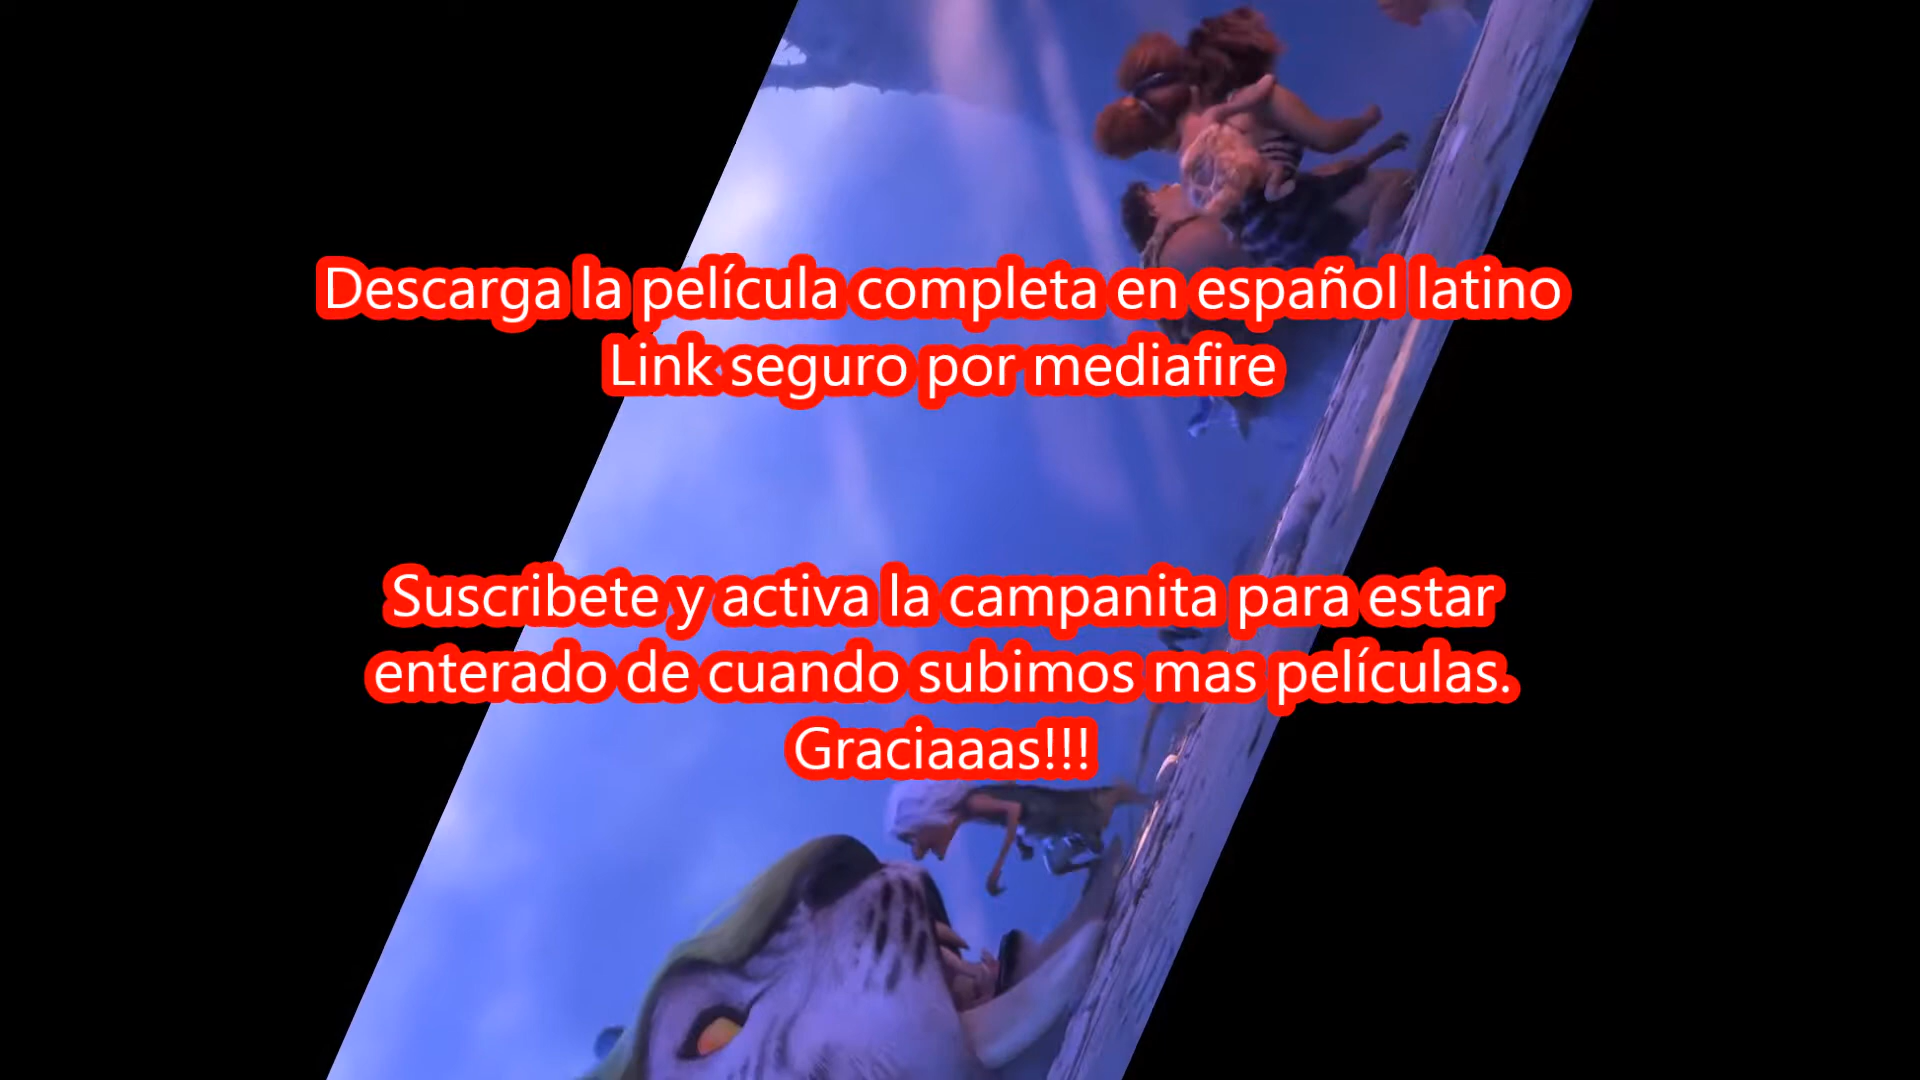 Descarga la película completa en español latino
Link seguro por mediafire
Suscribete y activa la campanita para estar
enterado de cuando subimos mas películas.
Graciaaas!!!